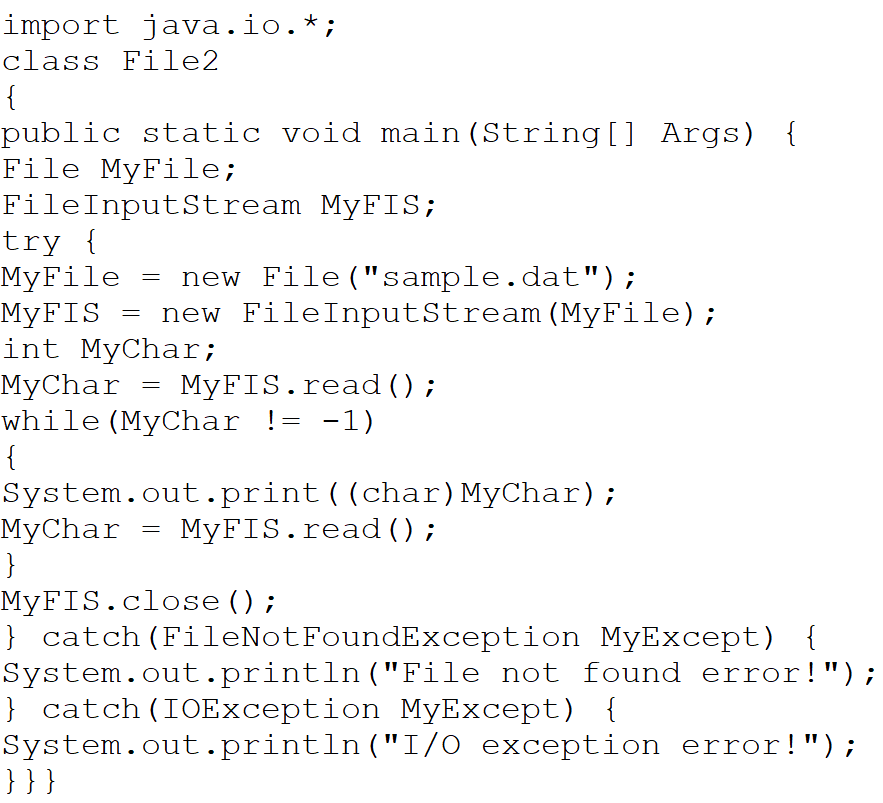 import java.io.*;
class File2
{
public static void main(String[] Args) {
File MyFile;
FileInputStream MyFIS;
try {
MyFile = new File("sample.dat");
MyFIS = new FileInputStream(MyFile);
int MyChar;
MyChar = MyFIS.read();
while(MyChar != -1)
{
System.out.print((char)MyChar);
MyChar = MyFIS.read();
}
MyFIS.close();
} catch(FileNotFoundException MyExcept) {
System.out.println("File not found error!");
} catch(IOException MyExcept) {
System.out.println("I/O exception error!");
}}}